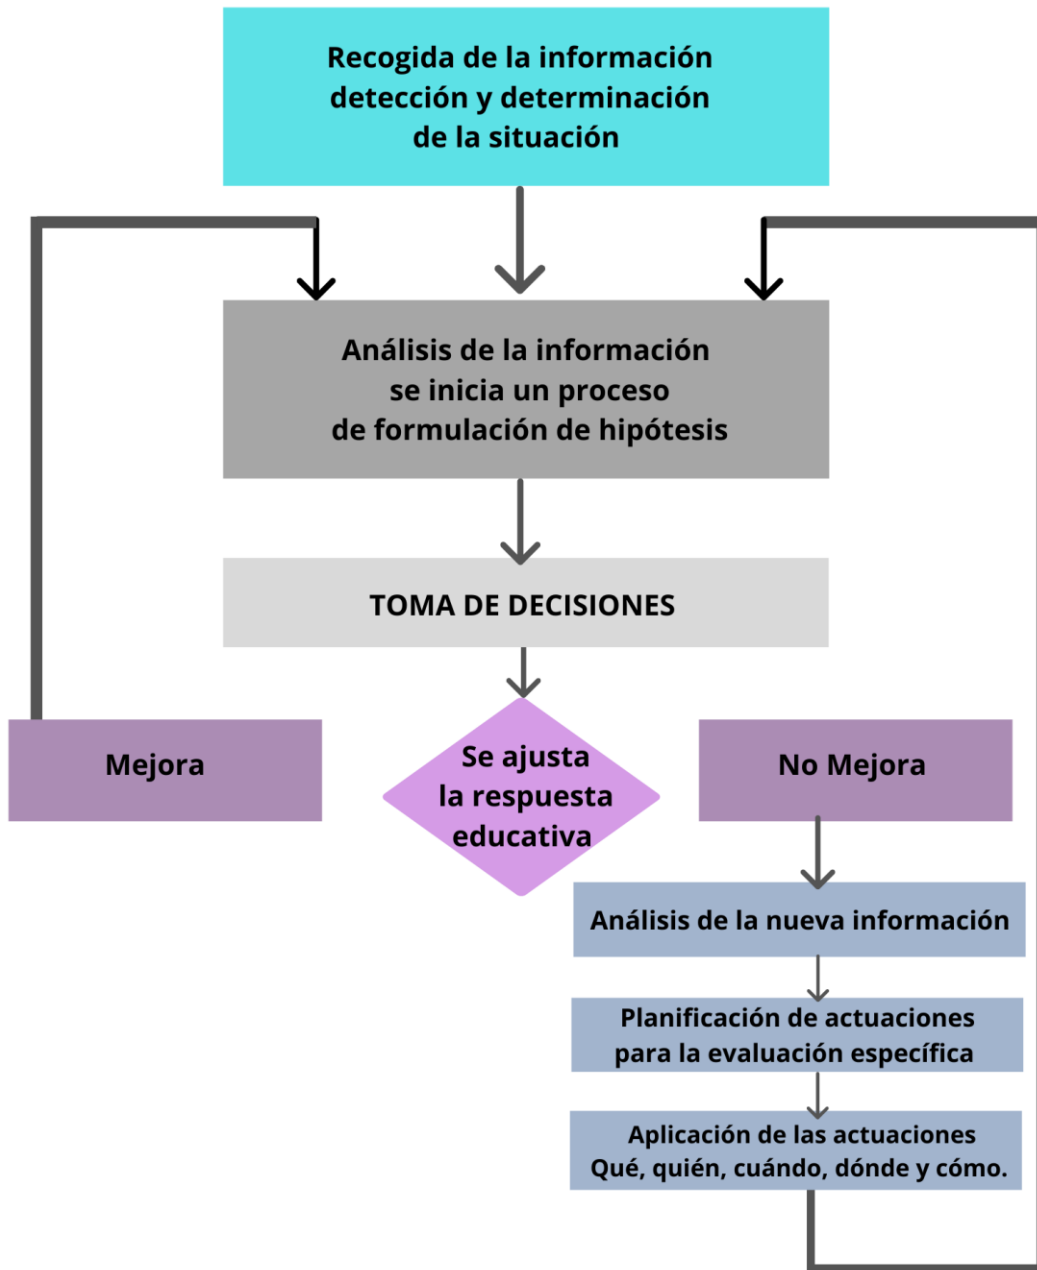 Recogida de la información
detección y determinación
de la situación
Análisis de la información
se inicia un proceso
de formulación de hipótesis
TOMA DE DECISIONES
Mejora
Se ajusta
la respuesta
educativa
No Mejora
Análisis de la nueva información
Planificación de actuaciones
para la evaluación específica
Aplicación de las actuaciones
Qué, quién, cuándo, dónde y cómo.